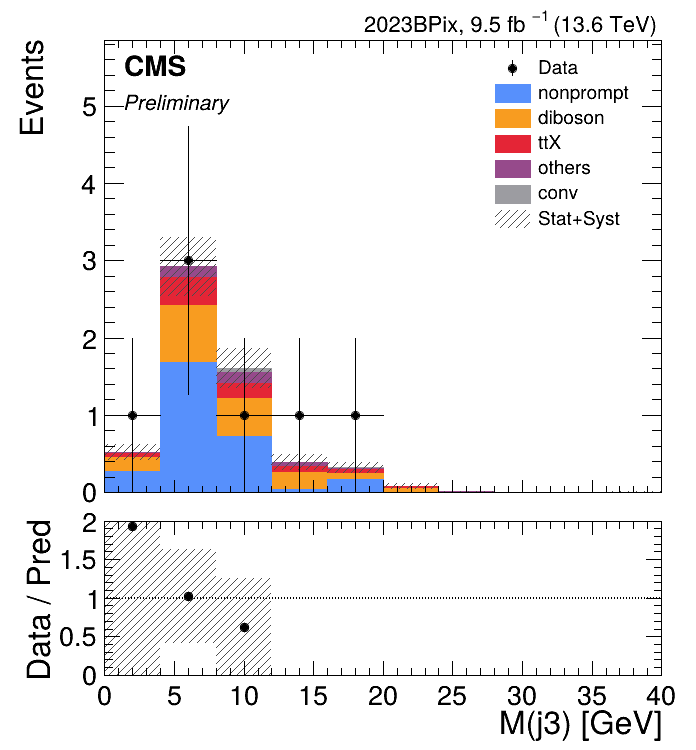 2023BPix, 9.5 fb⁻¹ (13.6 TeV)
CMS
Preliminary
Events
5
4
3
2
1
0
Data
nonprompt
diboson
ttX
others
conv
Stat+Syst
Data / Pred
2
1.5
1
0.5
0
0 5 10 15 20 25 30 35 40
M(j3) [GeV]